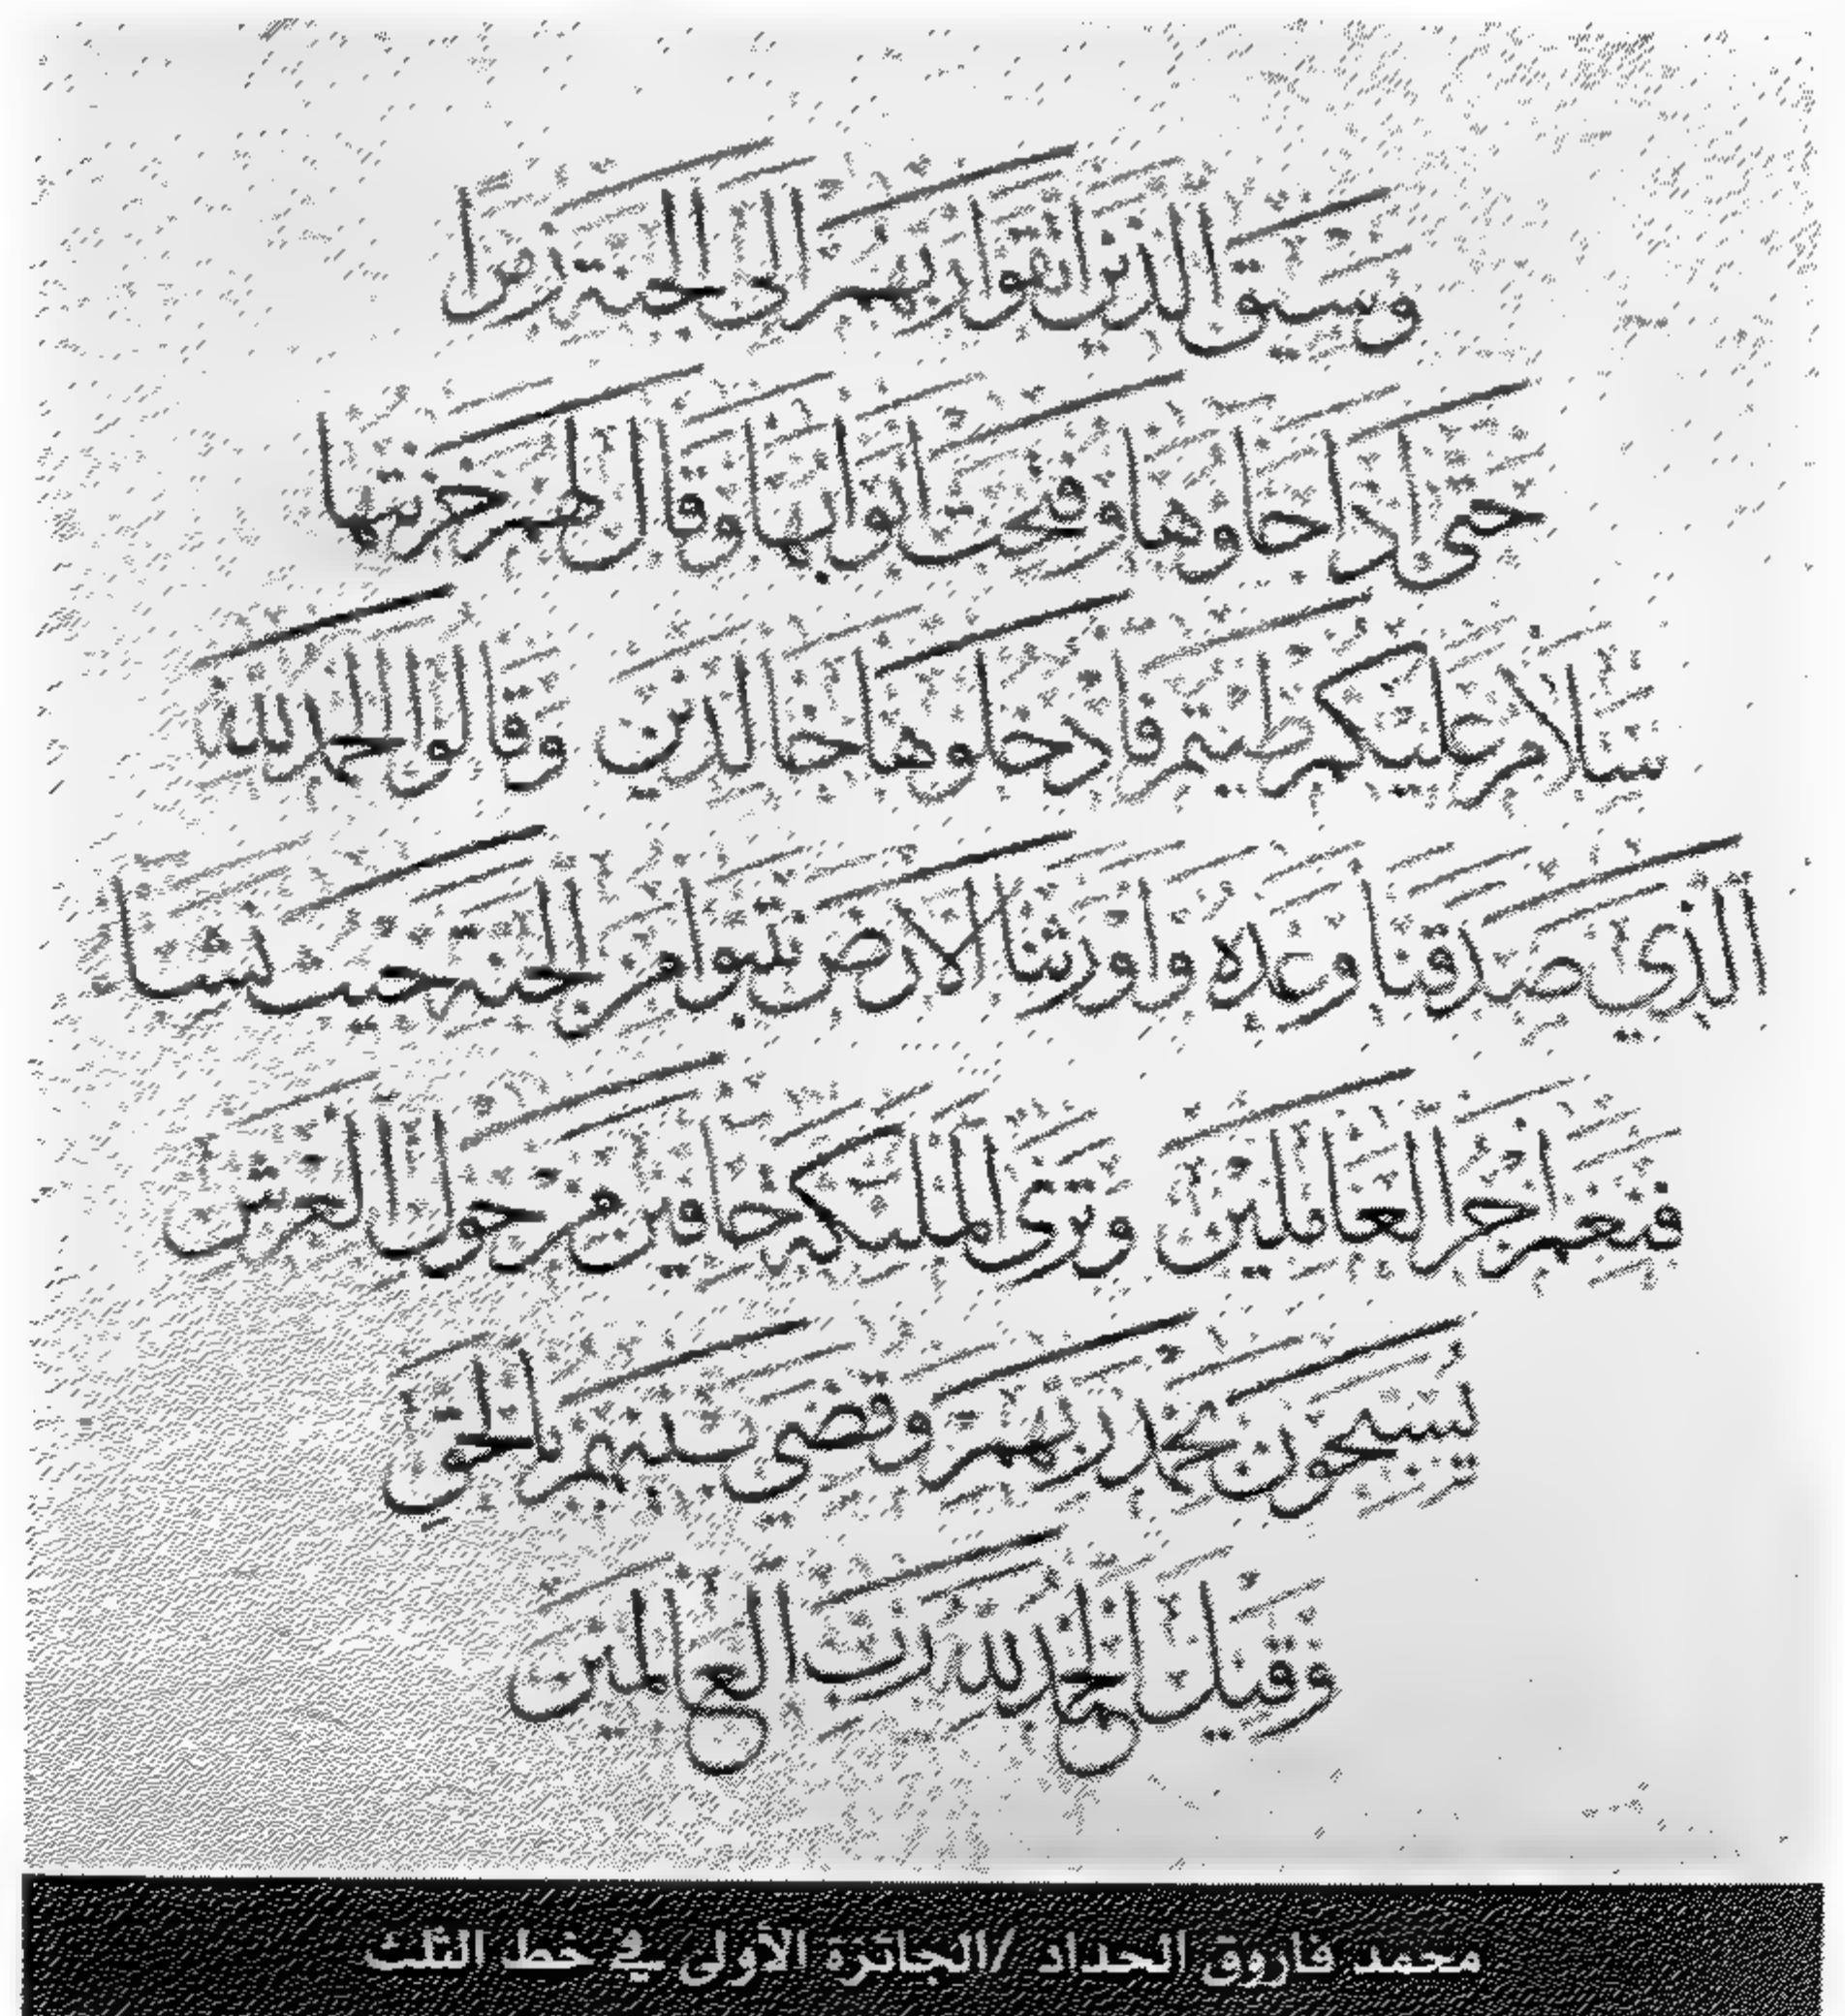 وسيق الذين اتقوا ربهم الى الجنة زمرا
حتى اذا جاؤها وفتحت ابوابها وقال لهم خزنتها
سلام عليكم طبتم فادخلوها خالدين وقالوا الحمد لله
الذي صدقنا وعده واورثنا الارض نتبوا من الجنة حيث نشا
فنعم اجر العاملين وترى الملئكة حافين من حول العرش
يسبحون بحمد ربهم وقضي بينهم بالحق
وقيل الحمد لله رب العالمين
محمد فاروق الحداد /الجائزة الأولى في خط الثلث